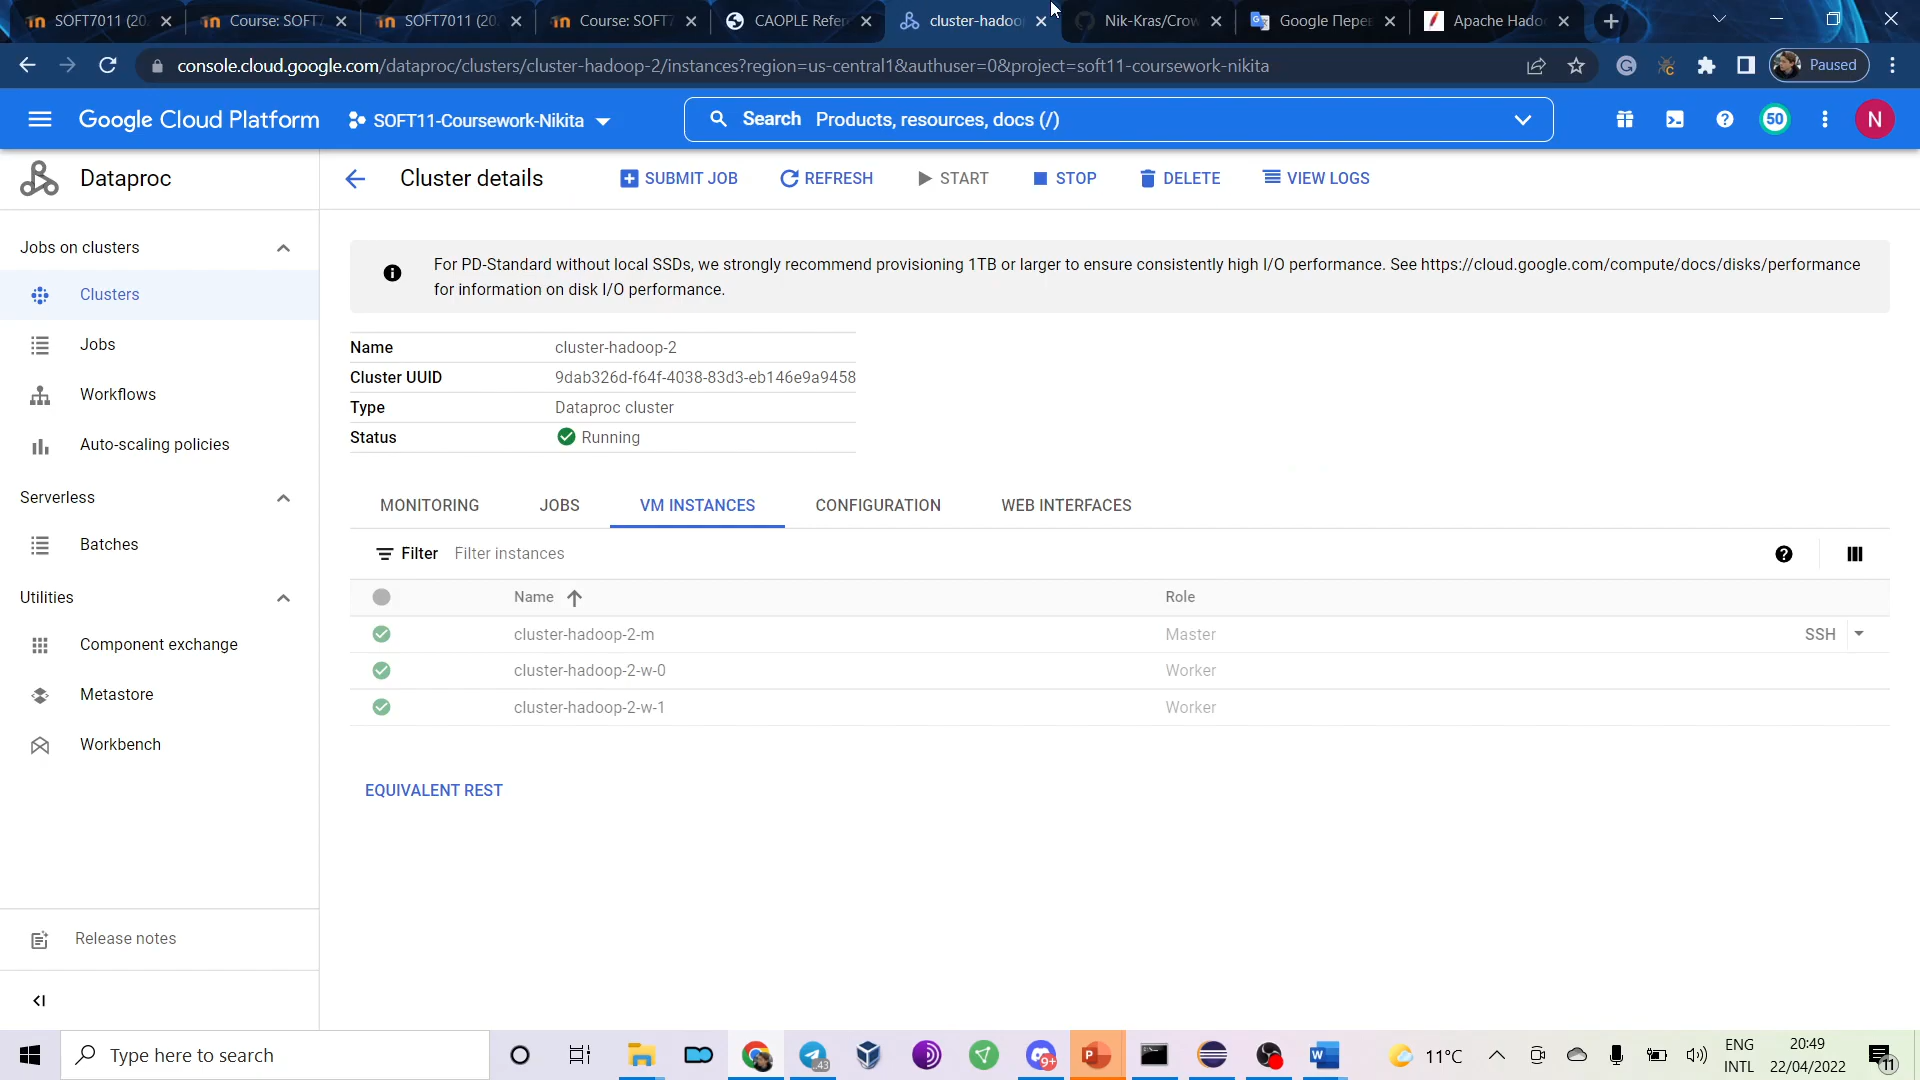 SOFT7011 (20
Course: SOFT7
SOFT7011 (20
Course: SOFT7
CAOPLE Refer
cluster-hadoo
Nik-Kras/Crow
Google Пере
Apache Hado
console.cloud.google.com/dataproc/clusters/cluster-hadoop-2/instances?region=us-central1&authuser=0&project=soft11-coursework-nikita
Paused
Google Cloud Platform
SOFT11-Coursework-Nikita
Search Products, resources, docs (/)
50
N
Dataproc
Cluster details
SUBMIT JOB
REFRESH
START
STOP
DELETE
VIEW LOGS
Jobs on clusters
Clusters
Jobs
Workflows
Auto-scaling policies
Serverless
Batches
Utilities
Component exchange
Metastore
Workbench
Release notes
For PD-Standard without local SSDs, we strongly recommend provisioning 1TB or larger to ensure consistently high I/O performance. See https://cloud.google.com/compute/docs/disks/performance
for information on disk I/O performance.
Name cluster-hadoop-2
Cluster UUID 9dab326d-f64f-4038-83d3-eb146e9a9458
Type Dataproc cluster
Status Running
MONITORING
JOBS
VM INSTANCES
CONFIGURATION
WEB INTERFACES
Filter Filter instances
Name Role
cluster-hadoop-2-m Master SSH
cluster-hadoop-2-w-0 Worker
cluster-hadoop-2-w-1 Worker
EQUIVALENT REST
Type here to search
43
9+
11°C
ENG
INTL
20:49
22/04/2022
11